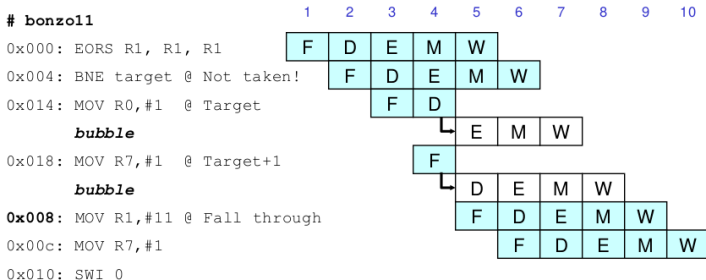 1 2 3 4 5 6 7 8 9 10
# bonzo11
0x000: EORS R1, R1, R1 F D E M W
0x004: BNE target @ Not taken! F D E M W
0x014: MOV R0,#1 @ Target F D
bubble E M W
0x018: MOV R7,#1 @ Target+1 F
bubble D E M W
0x008: MOV R1,#11 @ Fall through F D E M W
0x00c: MOV R7,#1 F D E M W
0x010: SWI 0